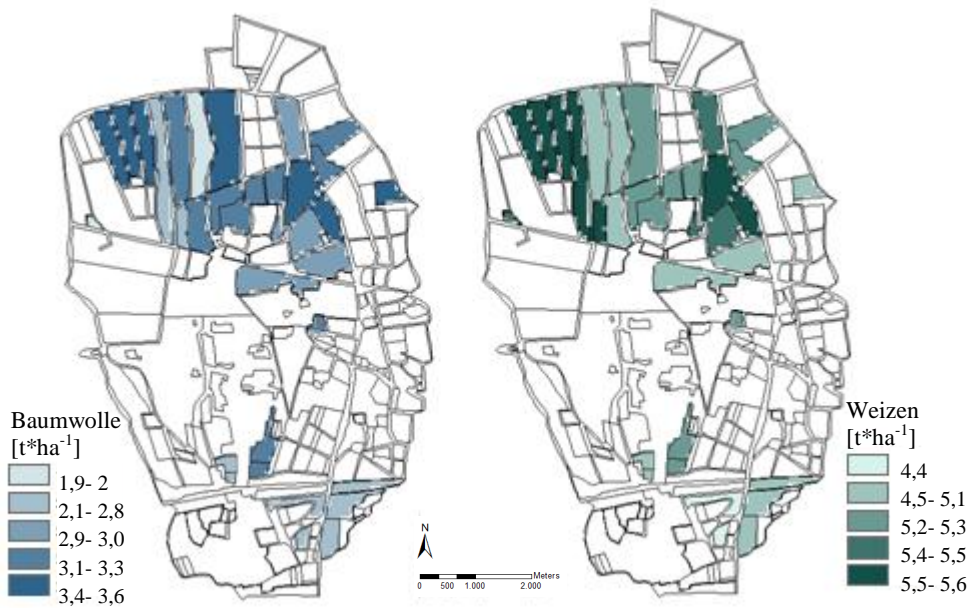 Baumwolle
[t*ha-1]
1,9- 2
2,1- 2,8
2,9- 3,0
3,1- 3,3
3,4- 3,6
N
Meters
0 500 1.000 2.000
Weizen
[t*ha-1]
4,4
4,5- 5,1
5,2- 5,3
5,4- 5,5
5,5- 5,6